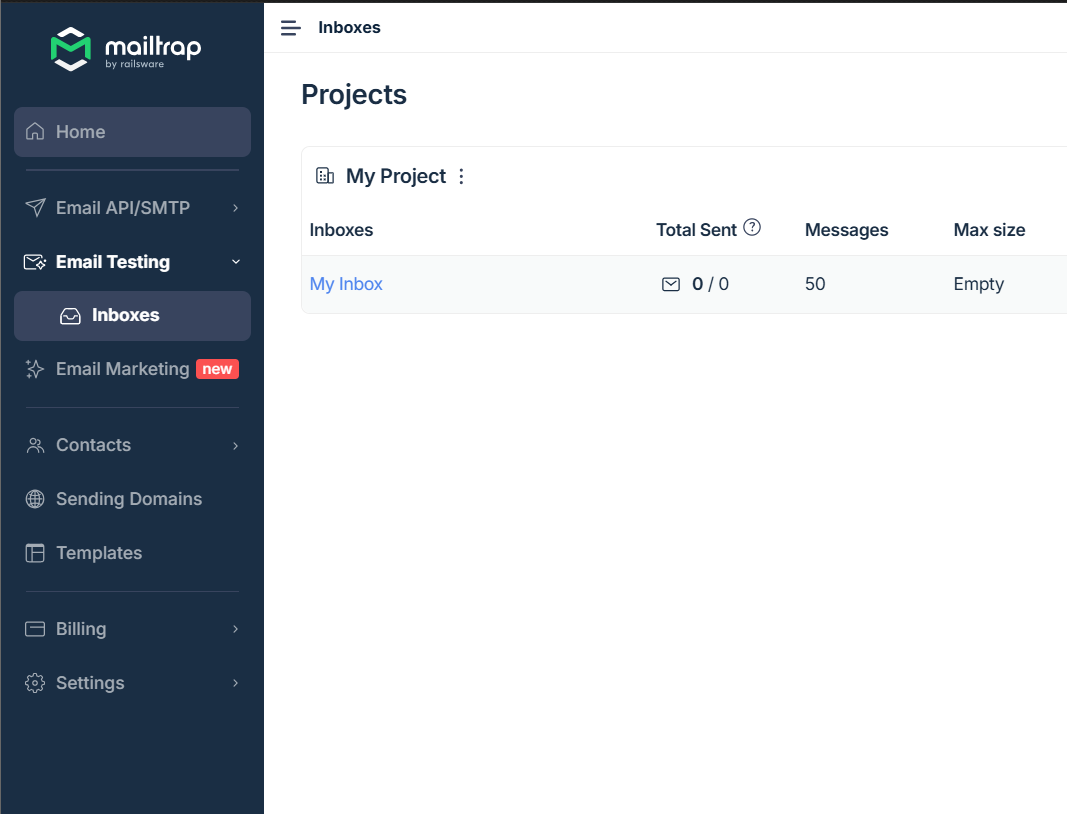 mailtrap
by railsware
Home
Email API/SMTP
Email Testing
Inboxes
Email Marketing new
Contacts
Sending Domains
Templates
Billing
Settings
Inboxes
Projects
My Project
Inboxes Total Sent ? Messages Max size
My Inbox 0 / 0 50 Empty